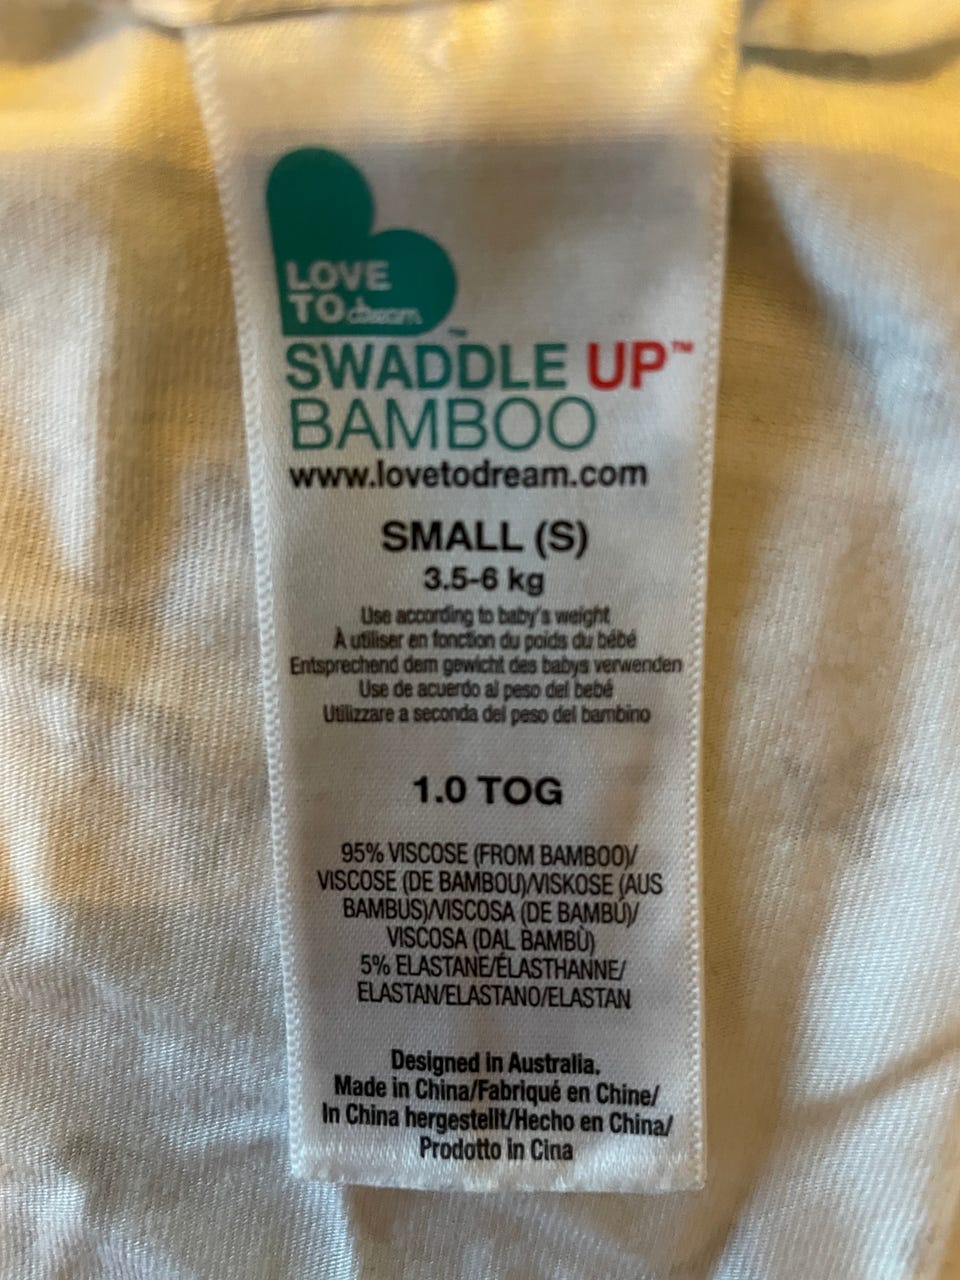 LOVE
TO dream
™
SWADDLE UP™
BAMBOO
www.lovetodream.com
SMALL (S)
3.5-6 kg
Use according to baby's weight
À utiliser en fonction du poids du bébé
Entsprechend dem gewicht des babys verwenden
Use de acuerdo al peso del bebé
Utilizzare a seconda del peso del bambino
1.0 TOG
95% VISCOSE (FROM BAMBOO)/
VISCOSE (DE BAMBOU)/VISKOSE (AUS
BAMBUS)/VISCOSA (DE BAMBÚ)/
VISCOSA (DAL BAMBÙ)
5% ELASTANE/ÉLASTHANNE/
ELASTAN/ELASTANO/ELASTAN
Designed in Australia.
Made in China/Fabriqué en Chine/
In China hergestellt/Hecho en China/
Prodotto in Cina